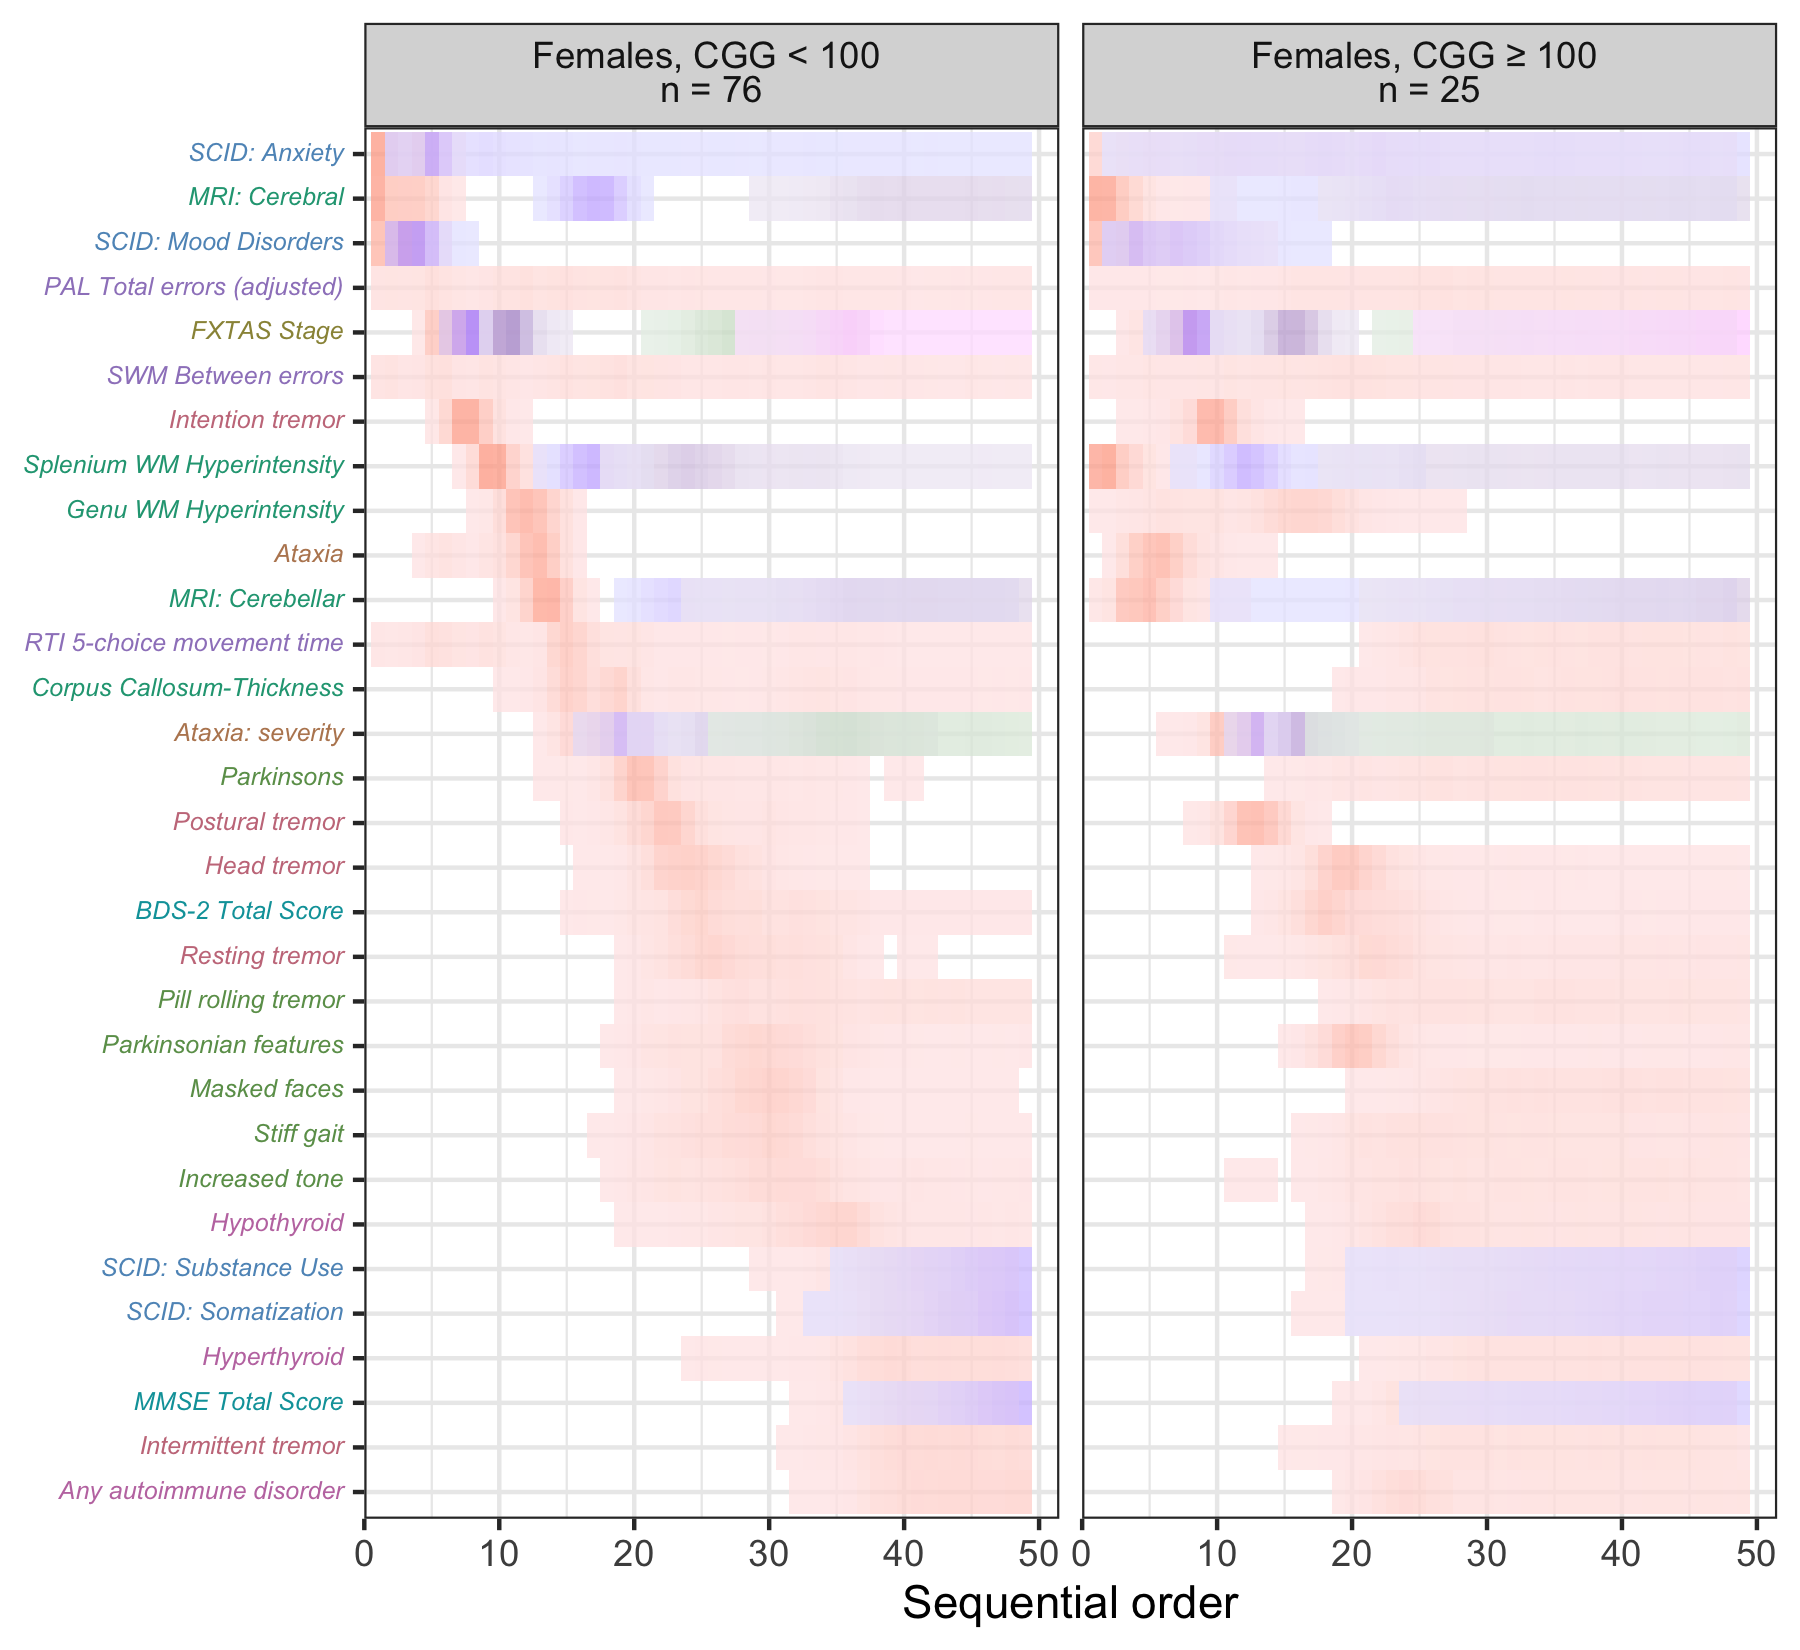 Females, CGG < 100
n = 76
Females, CGG ≥ 100
n = 25
SCID: Anxiety
MRI: Cerebral
SCID: Mood Disorders
PAL Total errors (adjusted)
FXTAS Stage
SWM Between errors
Intention tremor
Splenium WM Hyperintensity
Genu WM Hyperintensity
Ataxia
MRI: Cerebellar
RTI 5-choice movement time
Corpus Callosum-Thickness
Ataxia: severity
Parkinsons
Postural tremor
Head tremor
BDS-2 Total Score
Resting tremor
Pill rolling tremor
Parkinsonian features
Masked faces
Stiff gait
Increased tone
Hypothyroid
SCID: Substance Use
SCID: Somatization
Hyperthyroid
MMSE Total Score
Intermittent tremor
Any autoimmune disorder
0 10 20 30 40 50 0 10 20 30 40 50
Sequential order